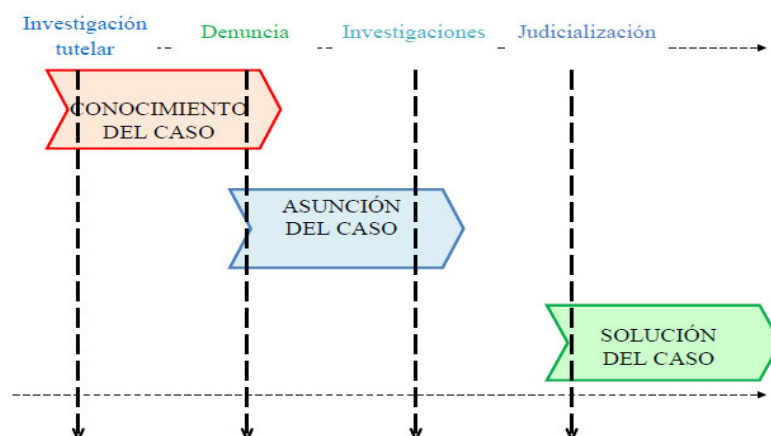 Investigación
tutelar
Denuncia
Investigaciones
Judicialización
CONOCIMIENTO
DEL CASO
ASUNCIÓN
DEL CASO
SOLUCIÓN
DEL CASO